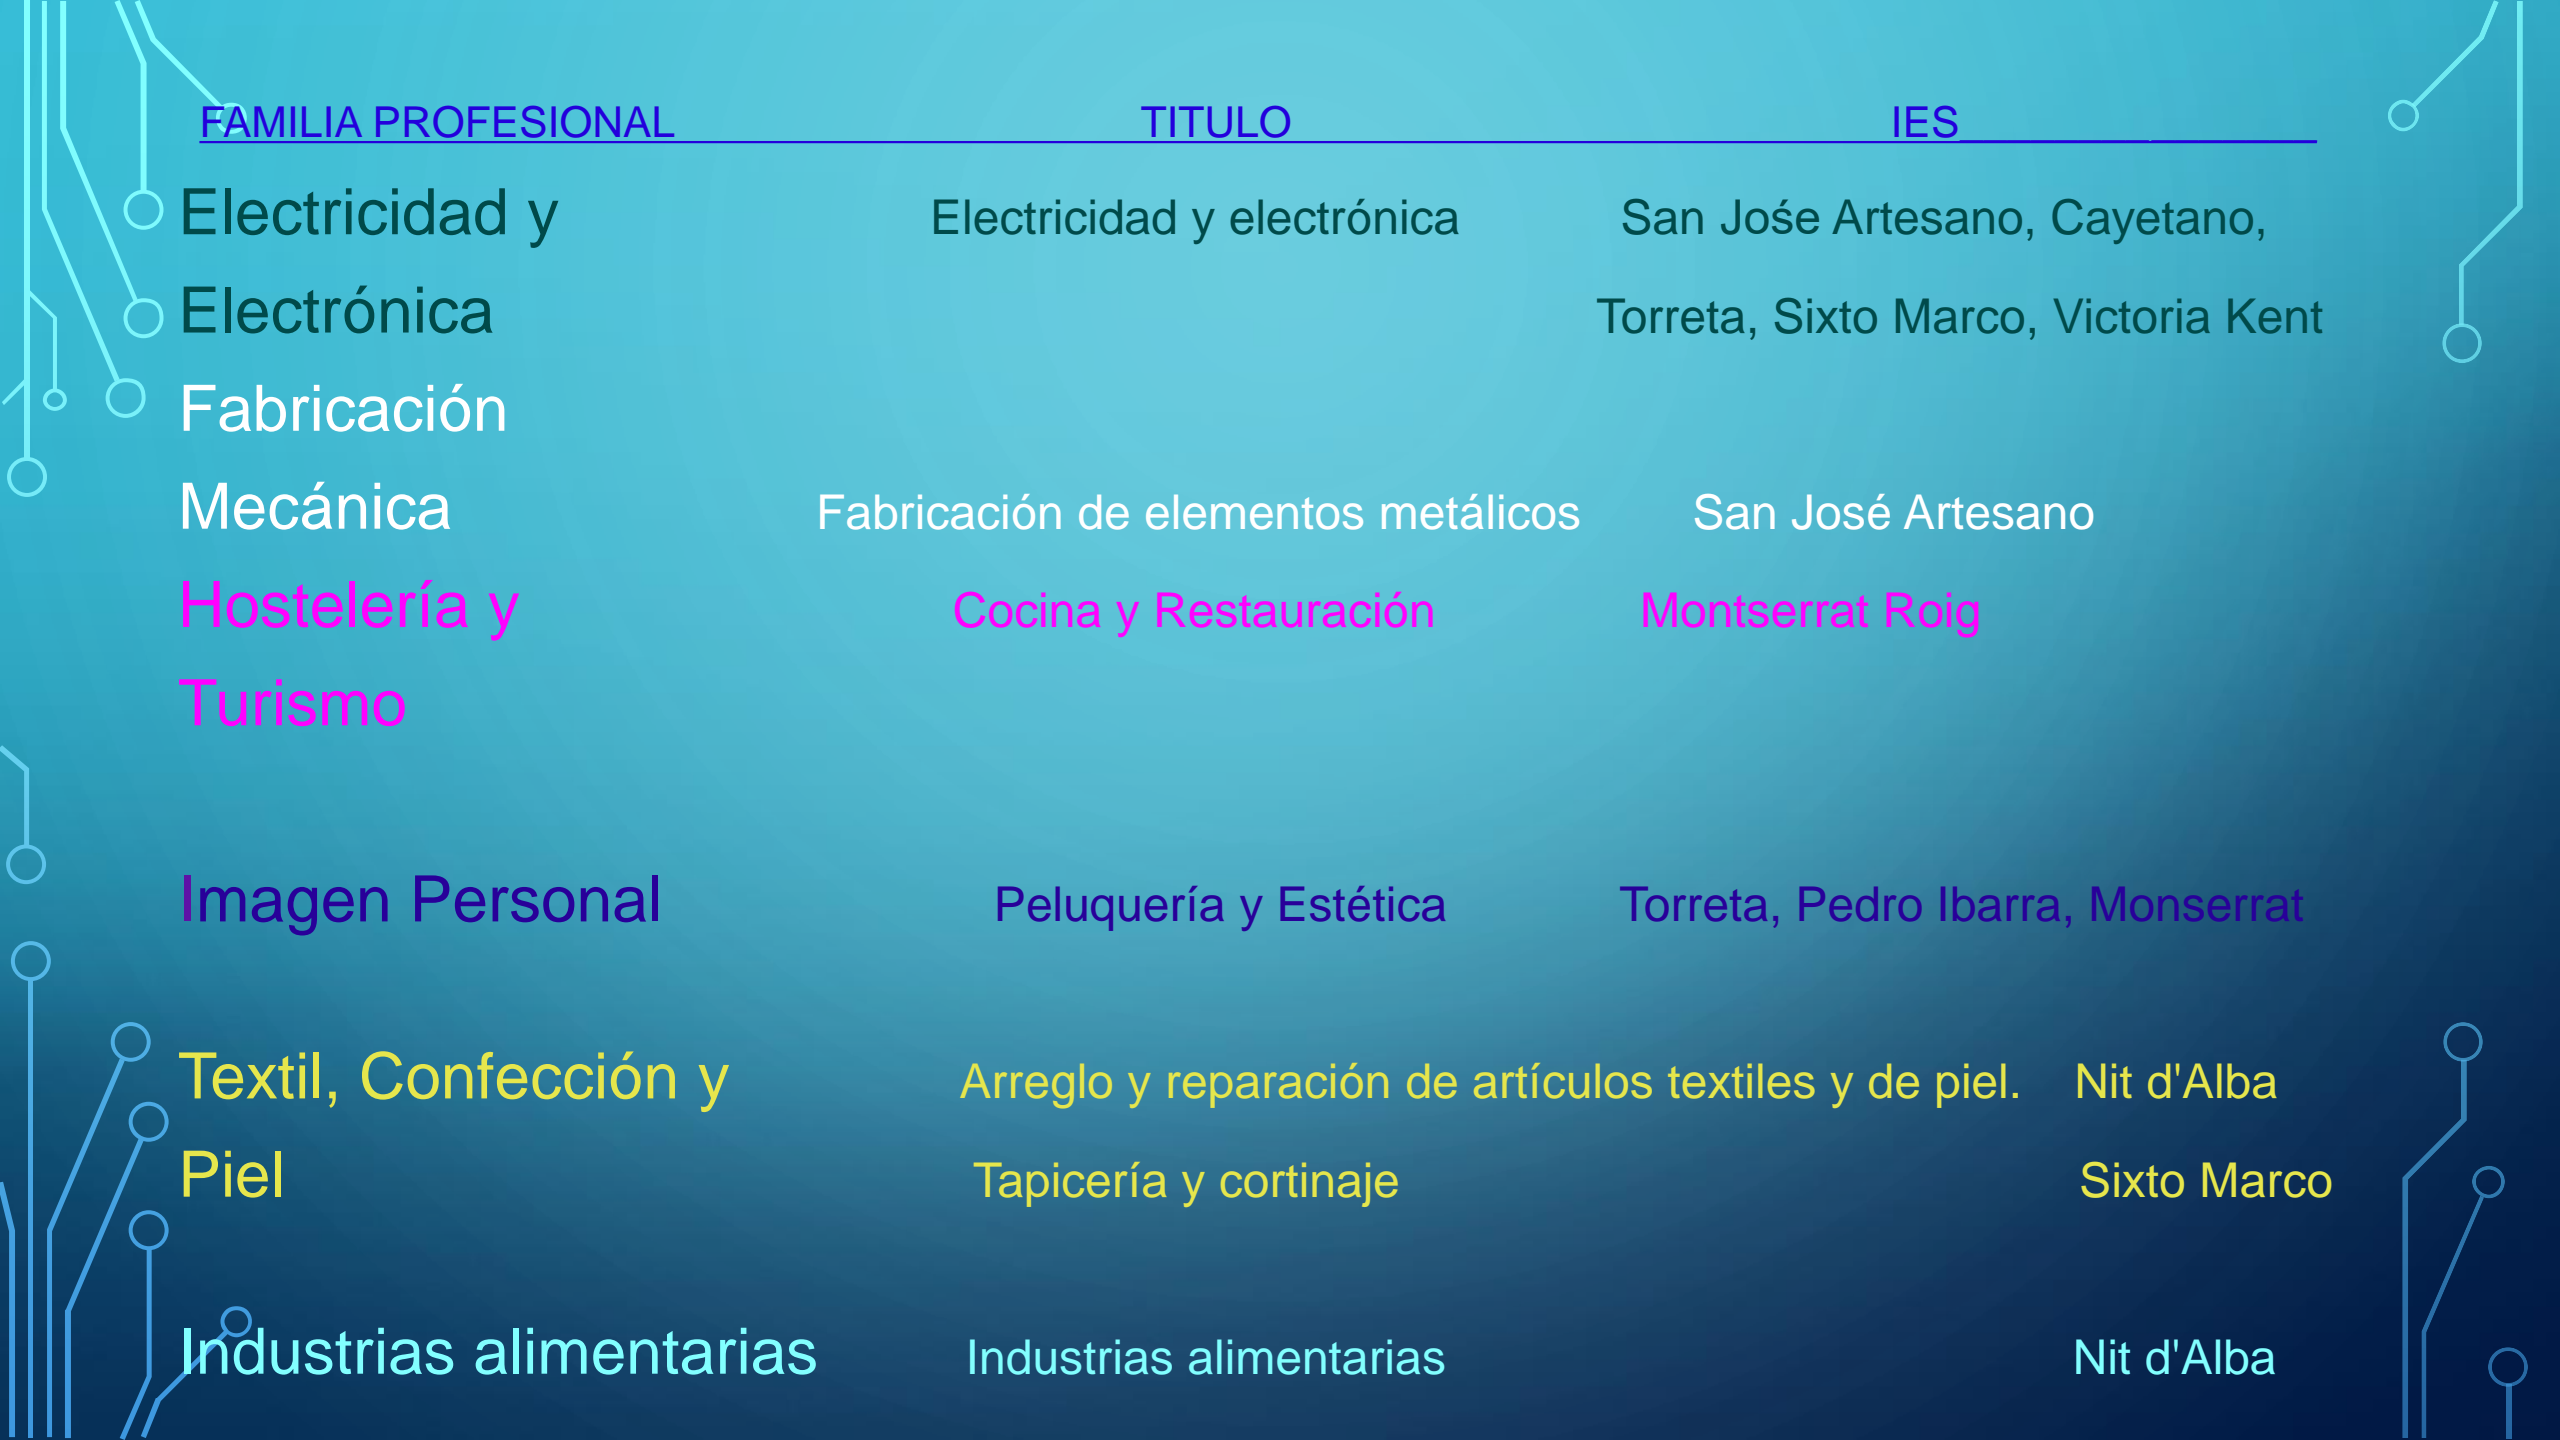 FAMILIA PROFESIONAL TITULO IES
Electricidad y Electricidad y electrónica San Jośe Artesano, Cayetano,
Electrónica Torreta, Sixto Marco, Victoria Kent
Fabricación
Mecánica Fabricación de elementos metálicos San José Artesano
Hostelería y Cocina y Restauración Montserrat Roig
Turismo
Imagen Personal Peluquería y Estética Torreta, Pedro Ibarra, Monserrat
Textil, Confección y Arreglo y reparación de artículos textiles y de piel. Nit d'Alba
Piel Tapicería y cortinaje Sixto Marco
Industrias alimentarias Industrias alimentarias Nit d'Alba